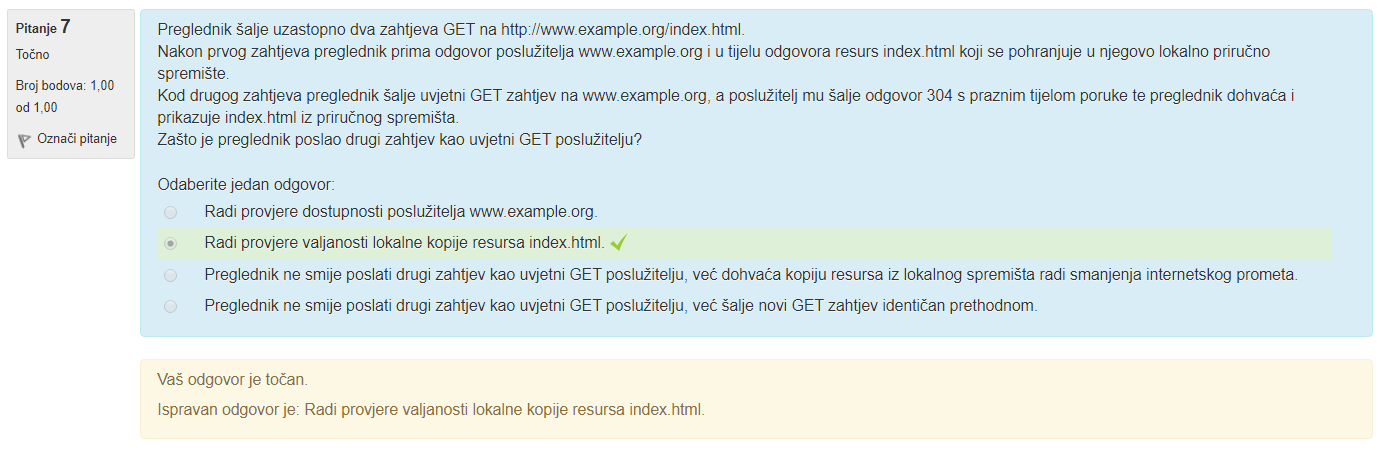 Pitanje 7
Točno
Broj bodova: 1,00
od 1,00
Označi pitanje
Preglednik šalje uzastopno dva zahtjeva GET na http://www.example.org/index.html.
Nakon prvog zahtjeva preglednik prima odgovor poslužitelja www.example.org i u tijelu odgovora resurs index.html koji se pohranjuje u njegovo lokalno priručno
spremište.
Kod drugog zahtjeva preglednik šalje uvjetni GET zahtjev na www.example.org, a poslužitelj mu šalje odgovor 304 s praznim tijelom poruke te preglednik dohvaća i
prikazuje index.html iz priručnog spremišta.
Zašto je preglednik poslao drugi zahtjev kao uvjetni GET poslužitelju?
Odaberite jedan odgovor:
Radi provjere dostupnosti poslužitelja www.example.org.
Radi provjere valjanosti lokalne kopije resursa index.html.
Preglednik ne smije poslati drugi zahtjev kao uvjetni GET poslužitelju, već dohvaća kopiju resursa iz lokalnog spremišta radi smanjenja internetskog prometa.
Preglednik ne smije poslati drugi zahtjev kao uvjetni GET poslužitelju, već šalje novi GET zahtjev identičan prethodnom.
Vaš odgovor je točan.
Ispravan odgovor je: Radi provjere valjanosti lokalne kopije resursa index.html.